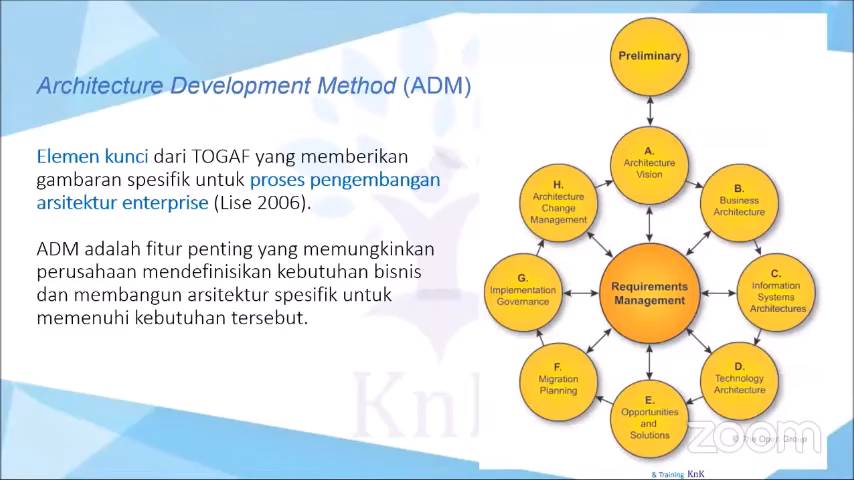 Architecture Development Method (ADM)
Elemen kunci dari TOGAF yang memberikan
gambaran spesifik untuk proses pengembangan
arsitektur enterprise (Lise 2006).
ADM adalah fitur penting yang memungkinkan
perusahaan mendefinisikan kebutuhan bisnis
dan membangun arsitektur spesifik untuk
memenuhi kebutuhan tersebut.
Preliminary
A.
Architecture
Vision
B.
Business
Architecture
C.
Information
Systems
Architectures
D.
Technology
Architecture
E.
Opportunities
and
Solutions
F.
Migration
Planning
G.
Implementation
Governance
H.
Architecture
Change
Management
Requirements
Management
© The Open Group
zoom
KnK
& Training KnK